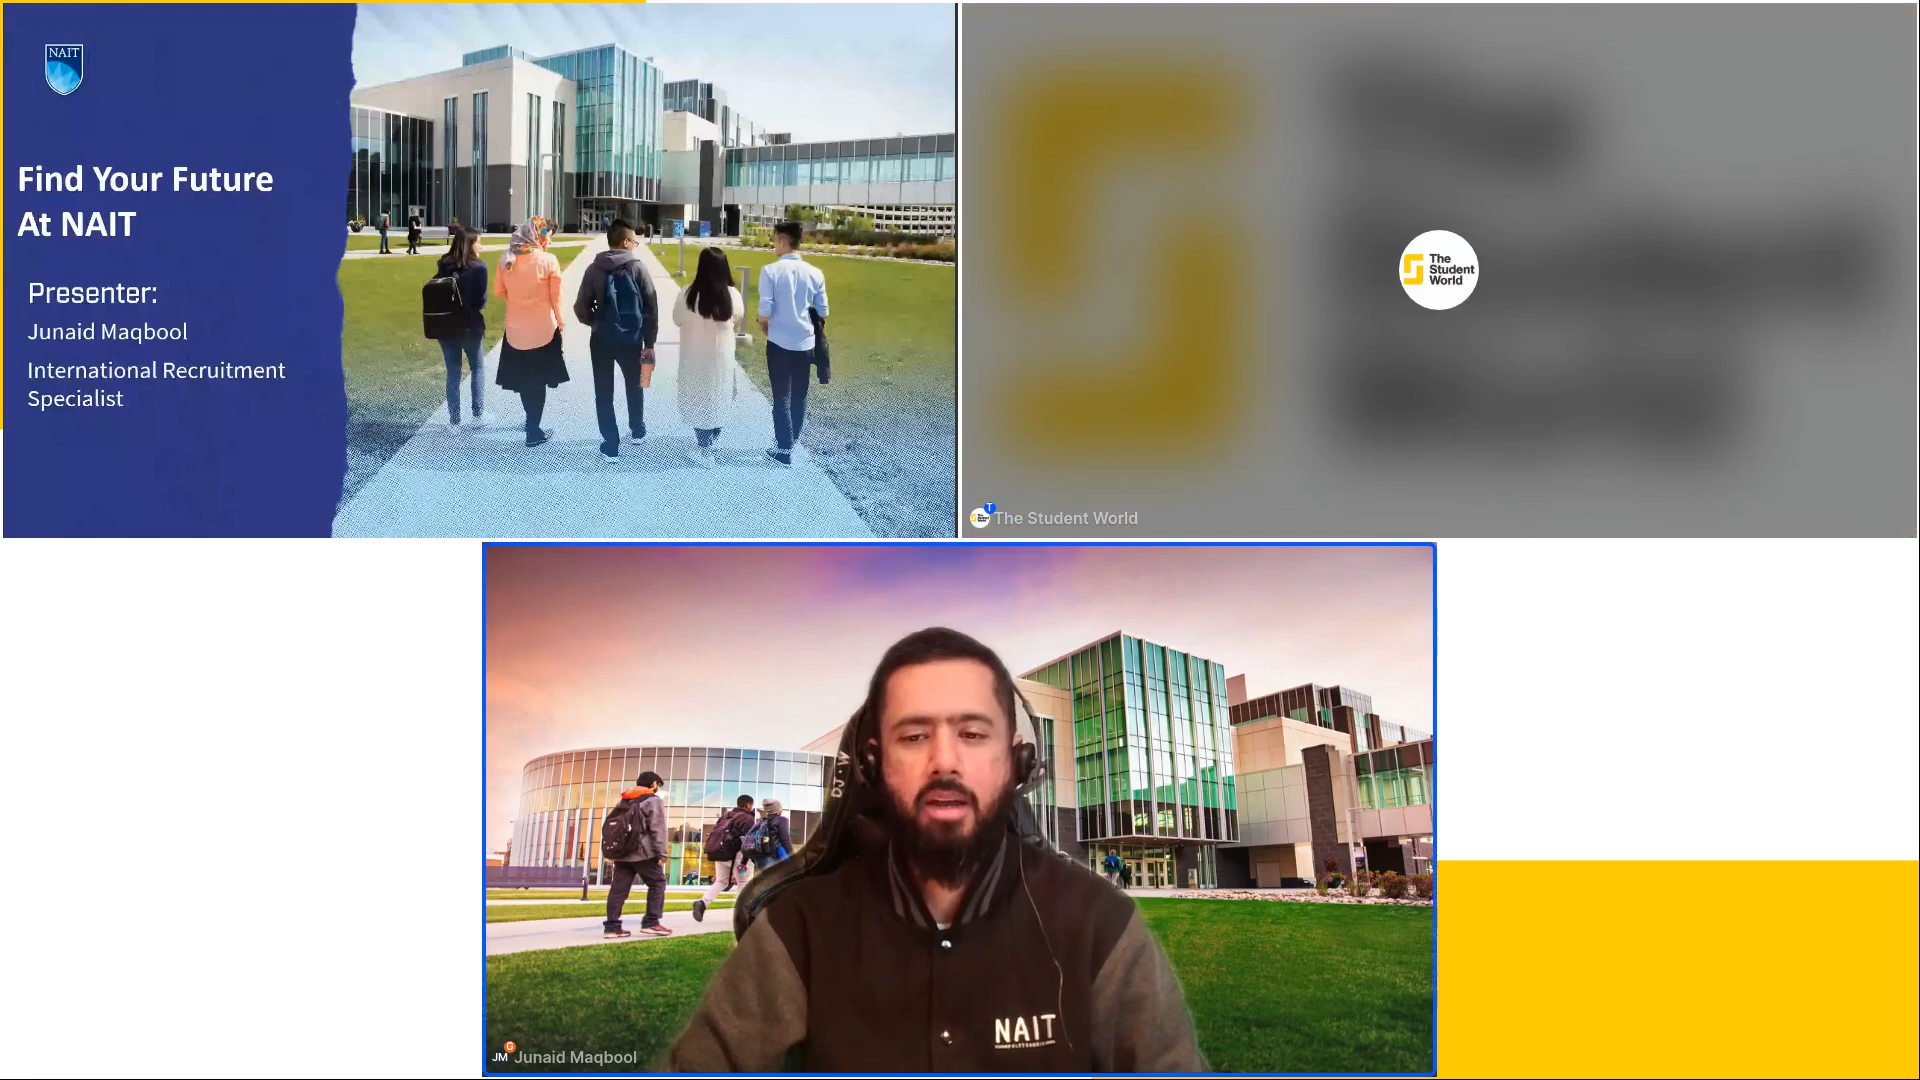 NAIT
Find Your Future
At NAIT
Presenter:
Junaid Maqbool
International Recruitment
Specialist
The
Student
World
T
The Student World
DJ W
NAIT
G
JM
Junaid Maqbool